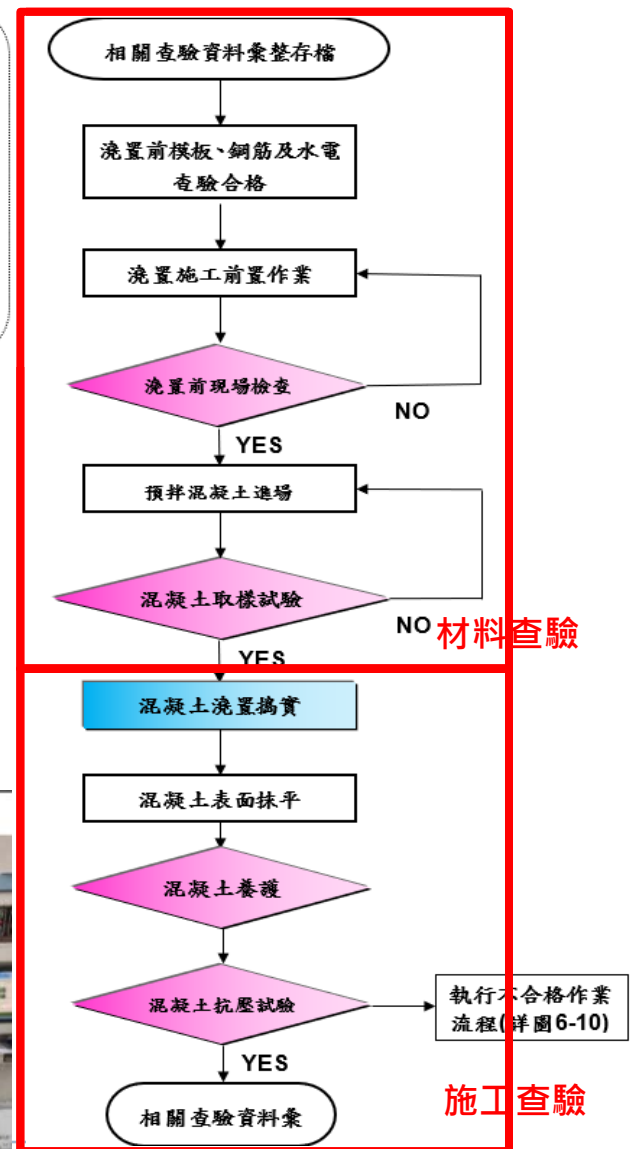 相關查驗資料彙整存檔
澆置前模板、鋼筋及水電
查驗合格
澆置施工前置作業
澆置前現場檢查
NO
YES
預拌混凝土進場
混凝土取樣試驗
NO
材料查驗
YES
混凝土澆置搗實
混凝土表面抹平
混凝土養護
混凝土抗壓試驗
執行不合格作業
流程(詳圖6-10)
YES
相關查驗資料彙
施工查驗